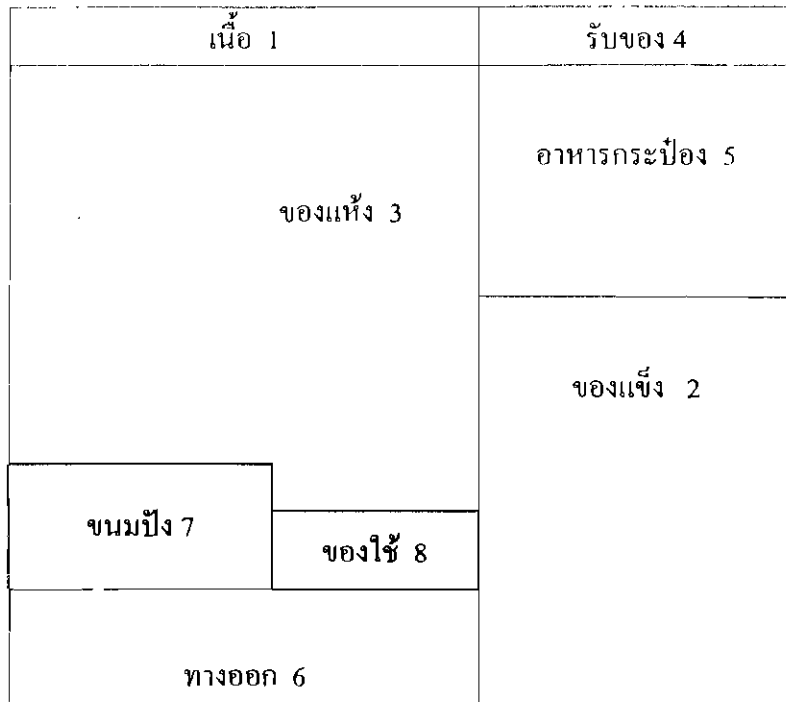 เนื้อ 1
รับของ 4
อาหารกระป๋อง 5
ของแห้ง 3
ของแข็ง 2
ขนมปัง 7
ของใช้ 8
ทางออก 6